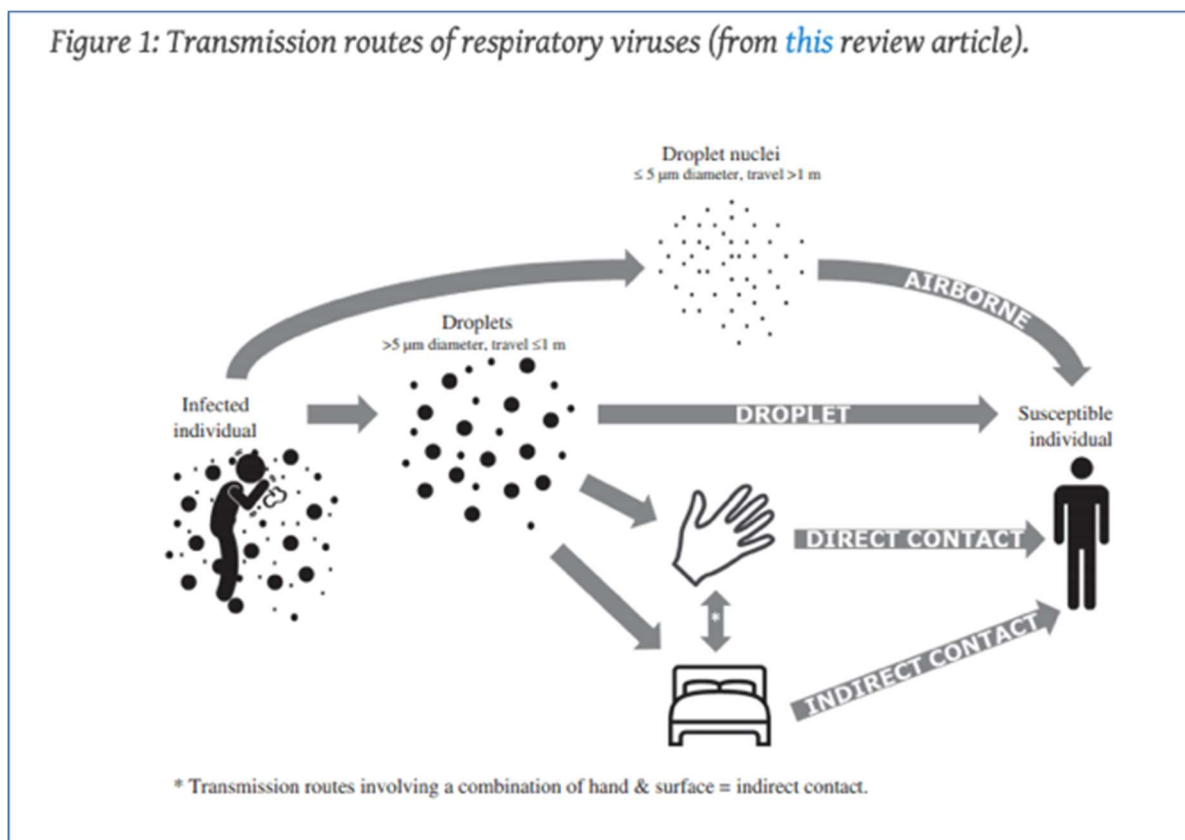 Figure 1: Transmission routes of respiratory viruses (from this review article).
Droplet nuclei
≤ 5 μm diameter, travel >1 m
AIRBORNE
Droplets
>5 μm diameter, travel ≤1 m
Infected
individual
DROPLET
Susceptible
individual
DIRECT CONTACT
*
INDIRECT CONTACT
* Transmission routes involving a combination of hand & surface = indirect contact.